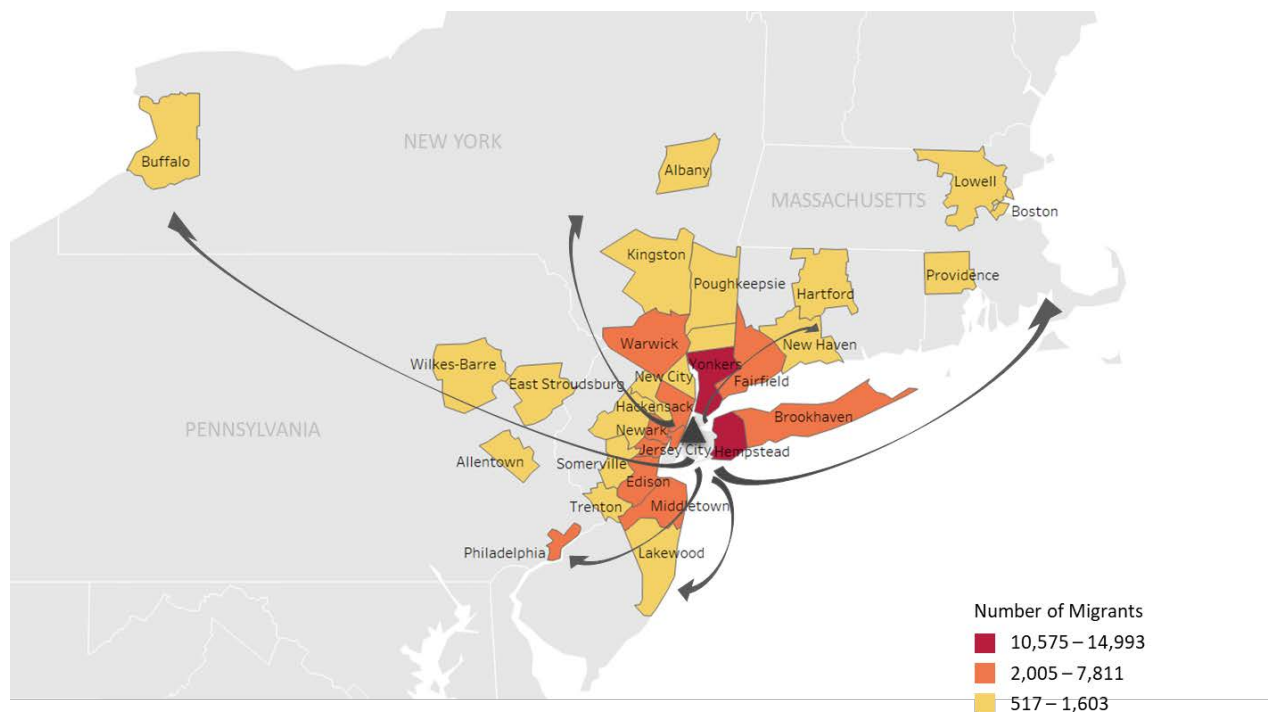 NEW YORK
Buffalo
Albany
MASSACHUSETTS
Lowell
Boston
Kingston
Poughkeepsie
Hartford
Providence
Warwick
New Haven
Yonkers
Wilkes-Barre
New City
Fairfield
East Stroudsburg
Hackensack
Brookhaven
PENNSYLVANIA
Newark
Jersey City
Hempstead
Allentown
Somerville
Edison
Trenton
Middletown
Philadelphia
Lakewood
Number of Migrants
10,575 – 14,993
2,005 – 7,811
517 – 1,603